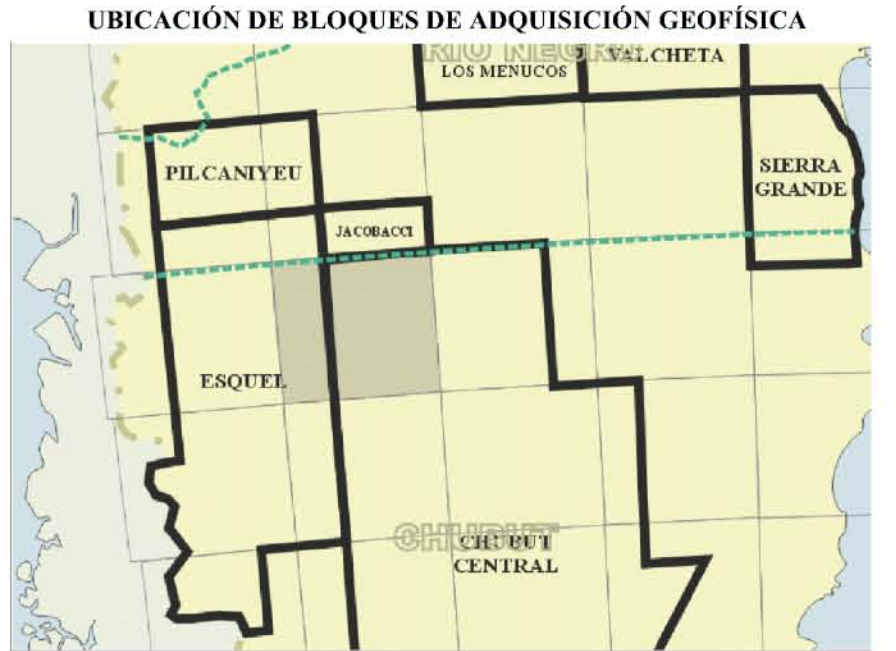 UBICACIÓN DE BLOQUES DE ADQUISICIÓN GEOFÍSICA
RIO NEGRO
LOS MENUCOS
VALCHETA
PILCANIYEU
SIERRA
GRANDE
JACOBACCI
ESQUEL
CHUBUT
CHUBUT
CENTRAL